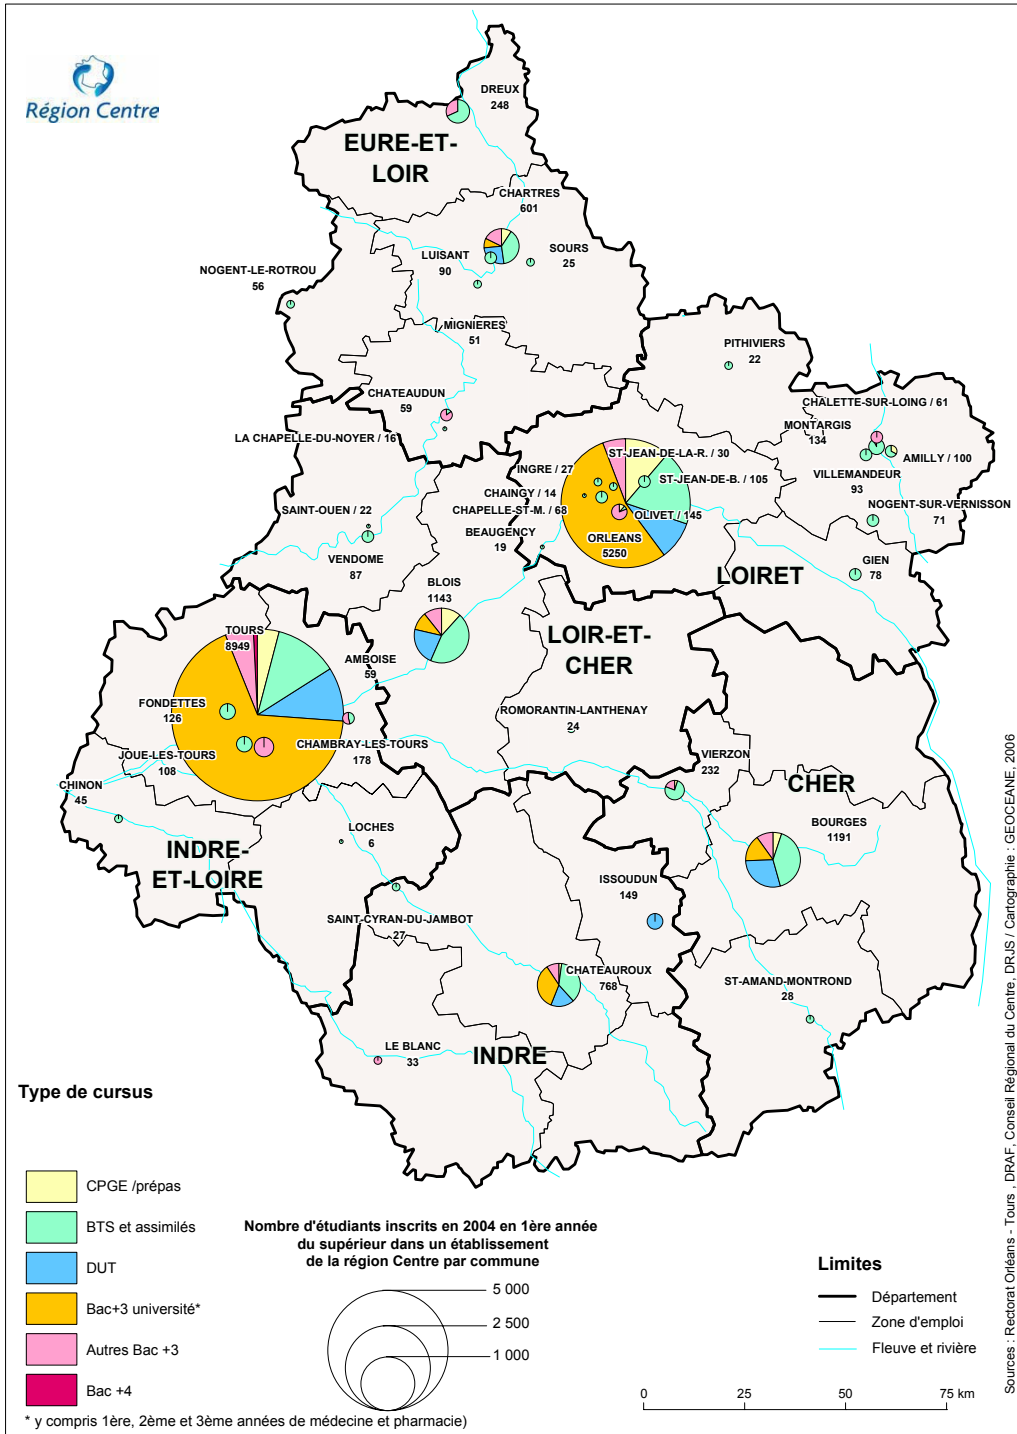 Région Centre
DREUX
248
EURE-ET-
LOIR
CHARTRES
601
LUISANT
90
SOURS
25
NOGENT-LE-ROTROU
56
MIGNIERES
51
PITHIVIERS
22
CHATEAUDUN
59
CHALETTE-SUR-LOING / 61
MONTARGIS
134
LA CHAPELLE-DU-NOYER / 16
AMILLY / 100
ST-JEAN-DE-LA-R. / 30
INGRE / 27
VILLEMANDEUR
93
ST-JEAN-DE-B. / 105
CHAINGY / 14
NOGENT-SUR-VERNISSON
71
SAINT-OUEN / 22
CHAPELLE-ST-M. / 68
OLIVET / 145
BEAUGENCY
19
ORLEANS
5250
VENDOME
87
GIEN
78
LOIRET
BLOIS
1143
TOURS
8949
LOIR-ET-
CHER
AMBOISE
59
FONDETTES
126
ROMORANTIN-LANTHENAY
24
CHAMBRAY-LES-TOURS
178
JOUE-LES-TOURS
108
VIERZON
232
CHINON
45
CHER
BOURGES
1191
LOCHES
6
INDRE-
ET-LOIRE
ISSOUDUN
149
SAINT-CYRAN-DU-JAMBOT
27
CHATEAUROUX
768
ST-AMAND-MONTROND
28
LE BLANC
33
INDRE
Type de cursus
CPGE /prépas
BTS et assimilés
DUT
Bac+3 université*
Autres Bac +3
Bac +4
* y compris 1ère, 2ème et 3ème années de médecine et pharmacie)
Nombre d'étudiants inscrits en 2004 en 1ère année
du supérieur dans un établissement
de la région Centre par commune
5 000
2 500
1 000
Limites
Département
Zone d'emploi
Fleuve et rivière
0 25 50 75 km
Sources : Rectorat Orléans - Tours , DRAF, Conseil Régional du Centre, DRJS / Cartographie : GEOCEANE, 2006